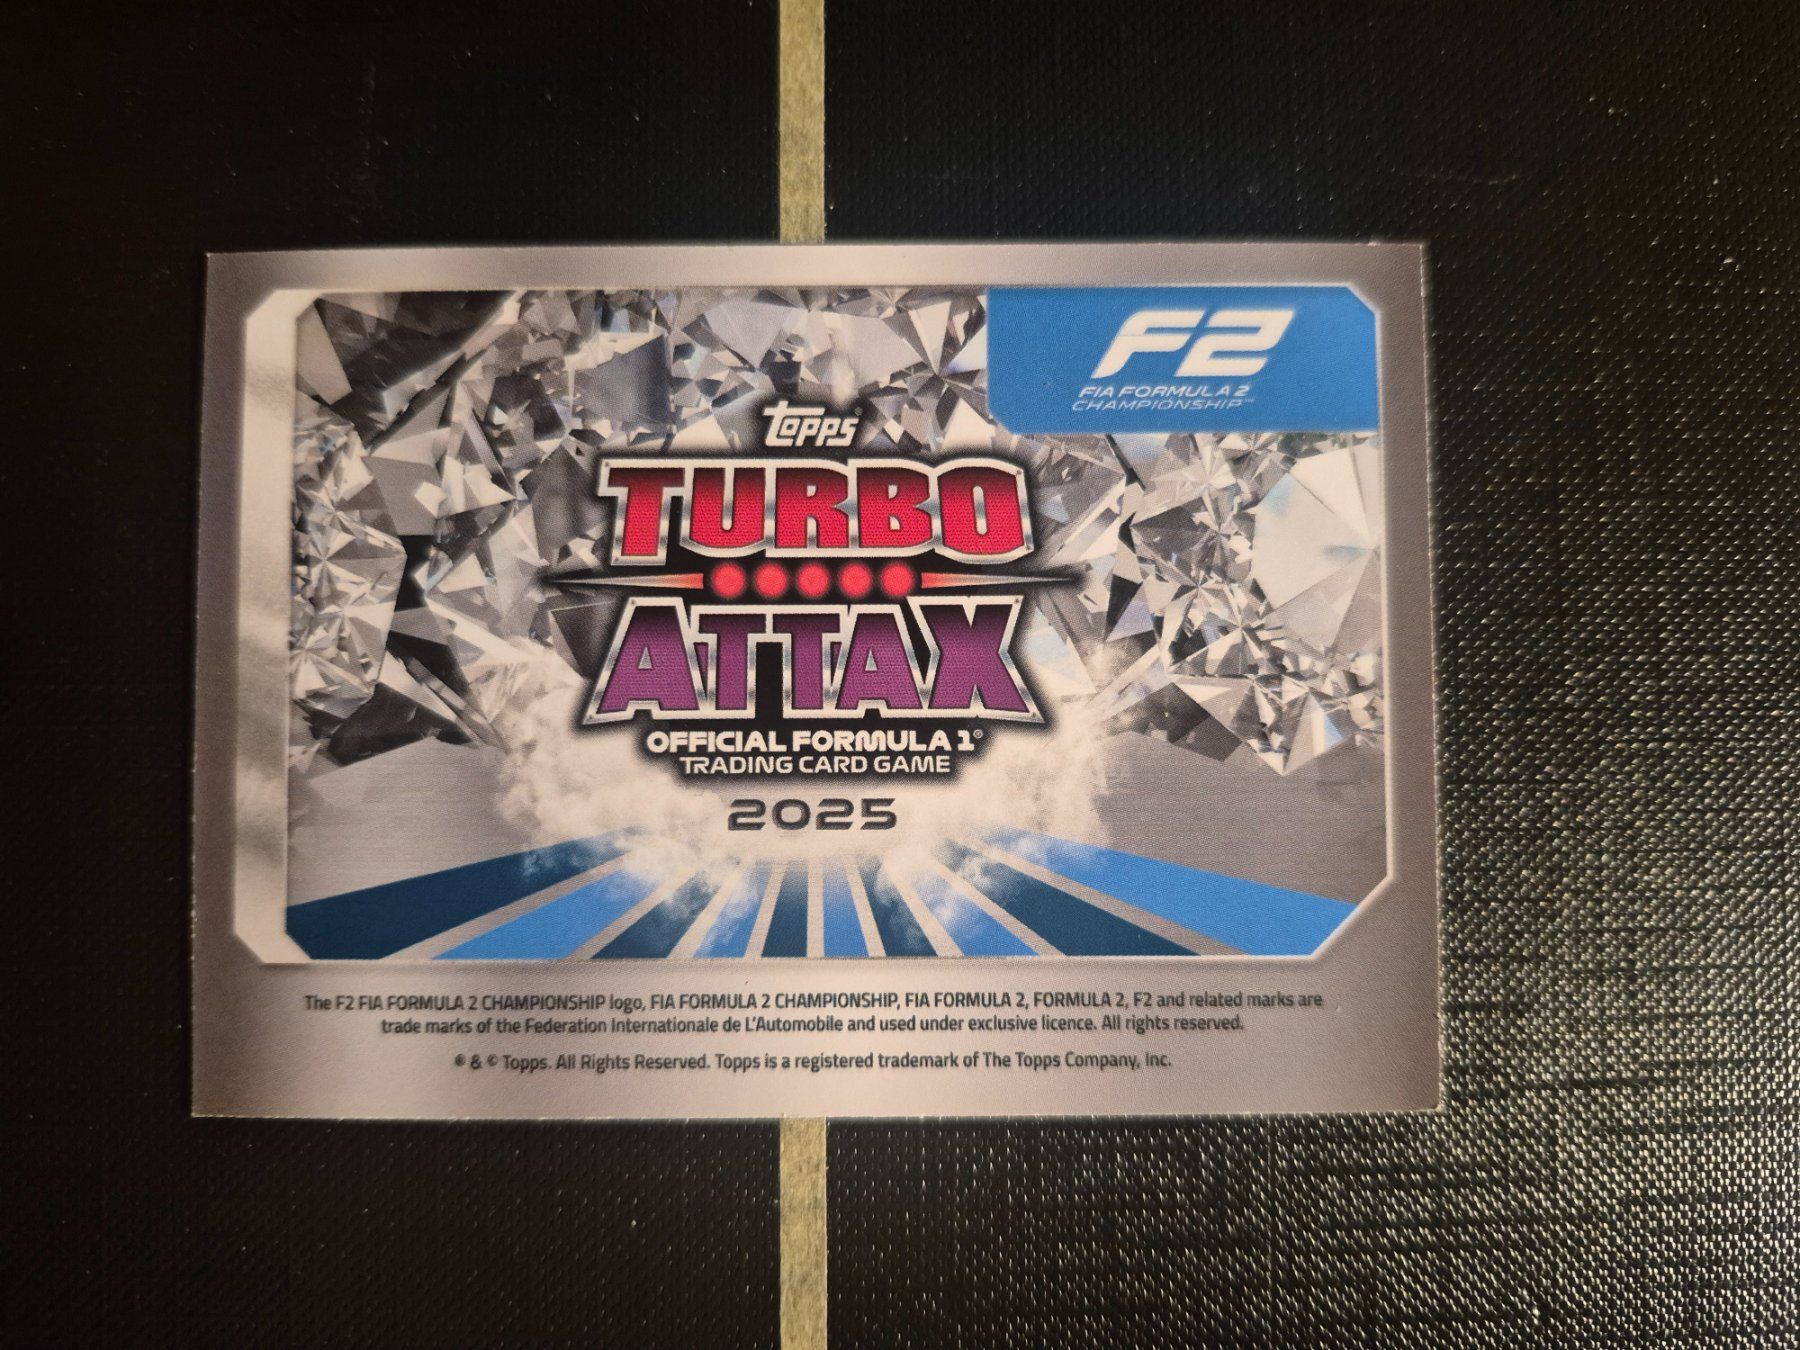 F2
FIA FORMULA 2
CHAMPIONSHIP™
topps®
TURBO
ATTAX
OFFICIAL FORMULA 1®
TRADING CARD GAME
2025
The F2 FIA FORMULA 2 CHAMPIONSHIP logo, FIA FORMULA 2 CHAMPIONSHIP, FIA FORMULA 2, FORMULA 2, F2 and related marks are
trade marks of the Federation Internationale de L'Automobile and used under exclusive licence. All rights reserved.
® & © Topps. All Rights Reserved. Topps is a registered trademark of The Topps Company, Inc.